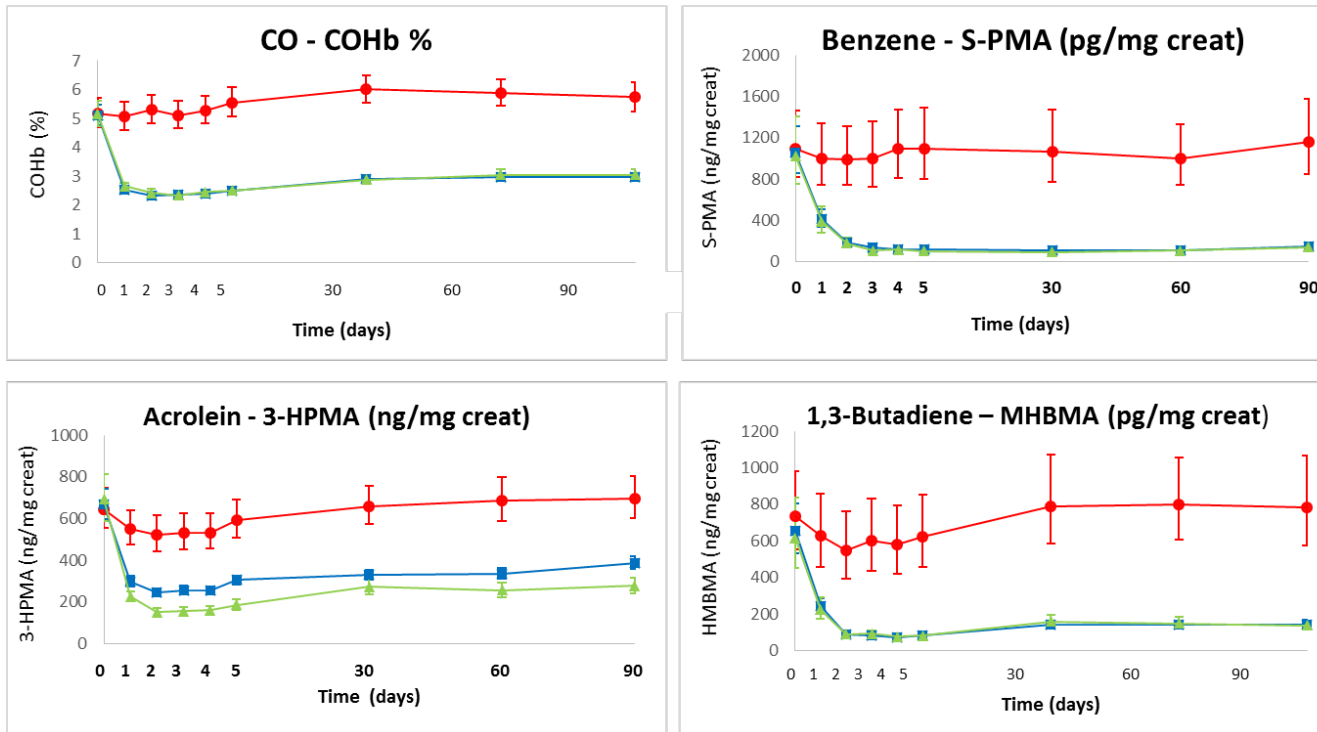 CO - COHb %
COHb (%)
7
6
5
4
3
2
1
0
0 1 2 3 4 5 30 60 90
Time (days)
Benzene - S-PMA (pg/mg creat)
S-PMA (ng/mg creat)
2000
1600
1200
800
400
0
0 1 2 3 4 5 30 60 90
Time (days)
Acrolein - 3-HPMA (ng/mg creat)
3-HPMA (ng/mg creat)
1000
800
600
400
200
0
0 1 2 3 4 5 30 60 90
Time (days)
1,3-Butadiene – MHBMA (pg/mg creat)
HMBMA (ng/mg creat)
1200
1000
800
600
400
200
0
0 1 2 3 4 5 30 60 90
Time (days)